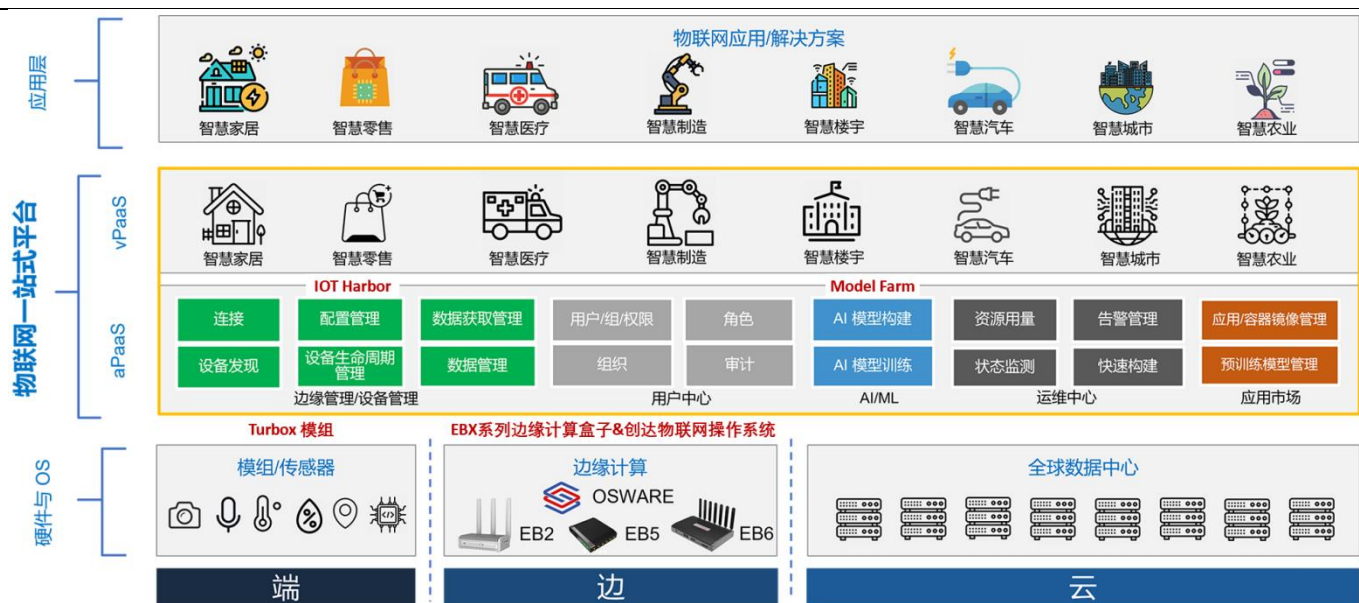 应用层
物联网应用/解决方案
智慧家居 智慧零售 智慧医疗 智慧制造 智慧楼宇 智慧汽车 智慧城市 智慧农业
物联网一站式平台
vPaaS
智慧家居 智慧零售 智慧医疗 智慧制造 智慧楼宇 智慧汽车 智慧城市 智慧农业
aPaaS
IOT Harbor Model Farm
连接 配置管理 数据获取管理 用户/组/权限 角色 AI 模型构建 资源用量 告警管理 应用/容器镜像管理
设备发现 设备生命周期 数据管理 组织 审计 AI 模型训练 状态监测 快速构建 预训练模型管理
管理
边缘管理/设备管理 用户中心 AI/ML 运维中心 应用市场
Turbox 模组 EBX系列边缘计算盒子&创达物联网操作系统
硬件与 OS
模组/传感器 边缘计算 全球数据中心
OSWARE
EB2 EB5 EB6
端 边 云